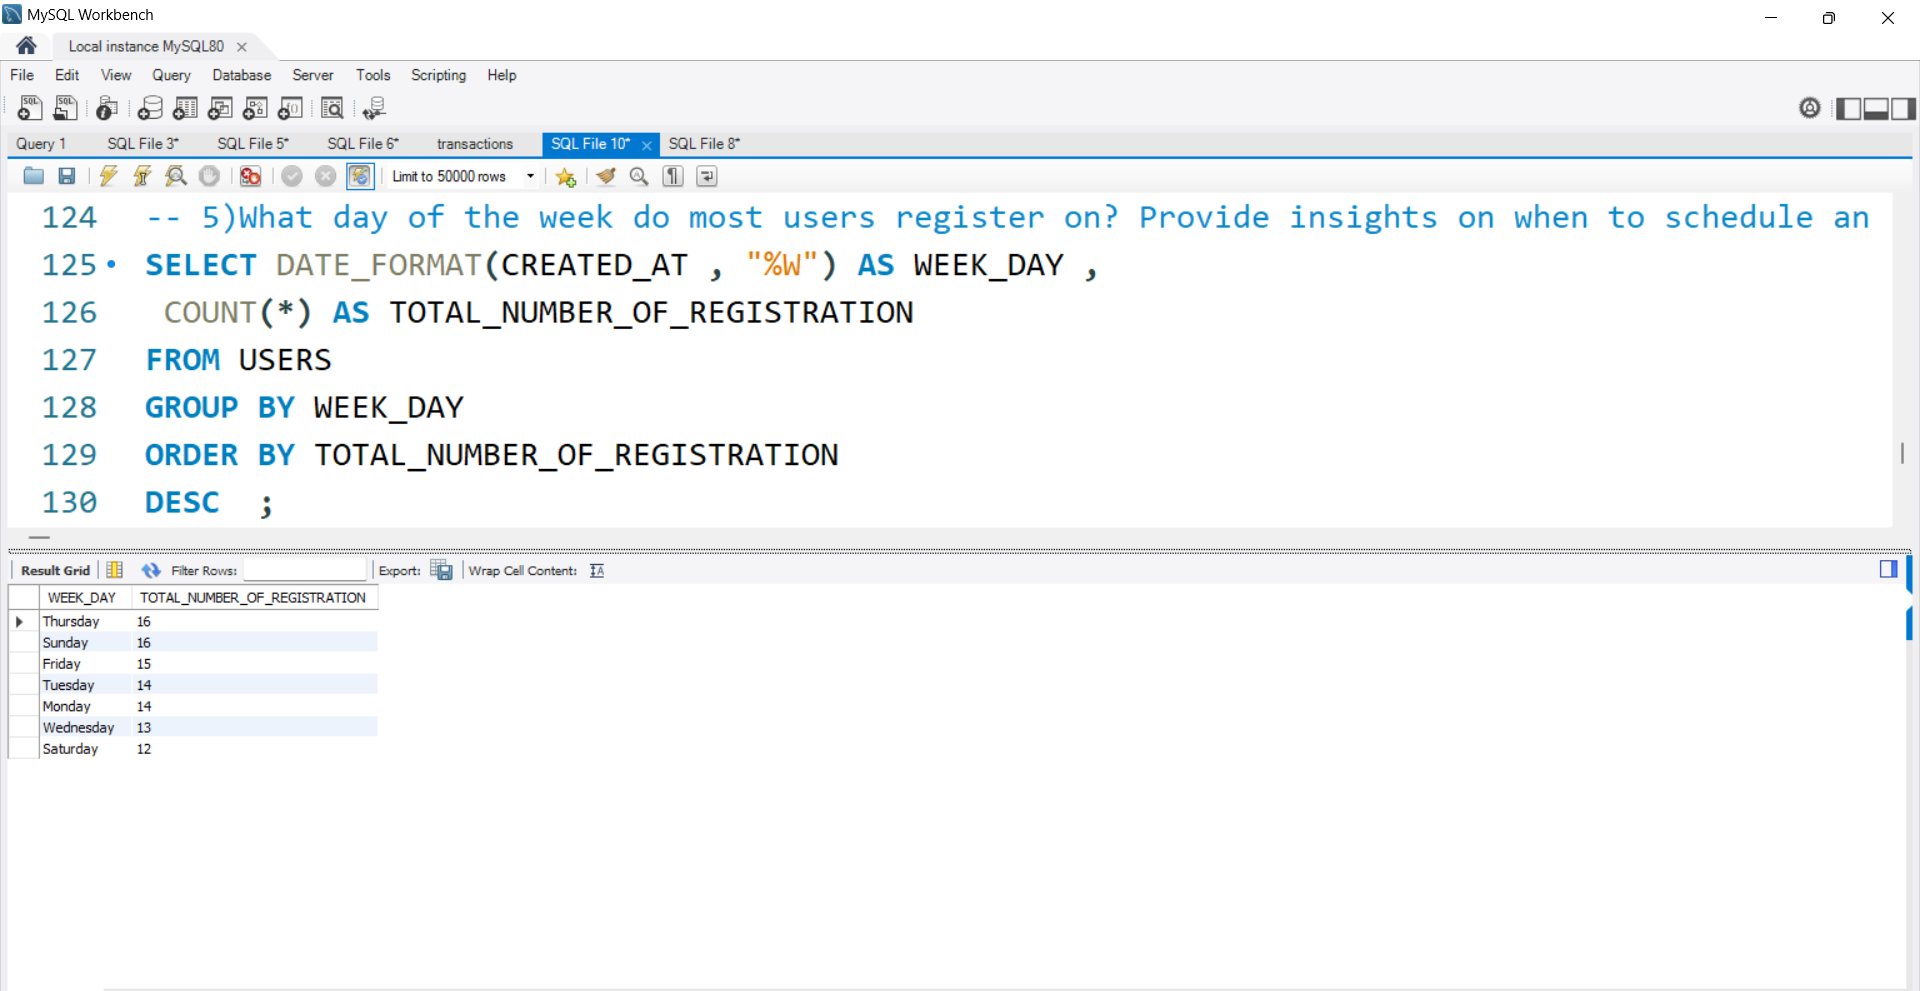 MySQL Workbench
Local instance MySQL80
File Edit View Query Database Server Tools Scripting Help
Query 1 SQL File 3* SQL File 5* SQL File 6* transactions SQL File 10* SQL File 8*
Limit to 50000 rows
124 -- 5)What day of the week do most users register on? Provide insights on when to schedule an
125 SELECT DATE_FORMAT(CREATED_AT , "%W") AS WEEK_DAY ,
126 COUNT(*) AS TOTAL_NUMBER_OF_REGISTRATION
127 FROM USERS
128 GROUP BY WEEK_DAY
129 ORDER BY TOTAL_NUMBER_OF_REGISTRATION
130 DESC ;
Result Grid Filter Rows: Export: Wrap Cell Content:
WEEK_DAY TOTAL_NUMBER_OF_REGISTRATION
Thursday 16
Sunday 16
Friday 15
Tuesday 14
Monday 14
Wednesday 13
Saturday 12